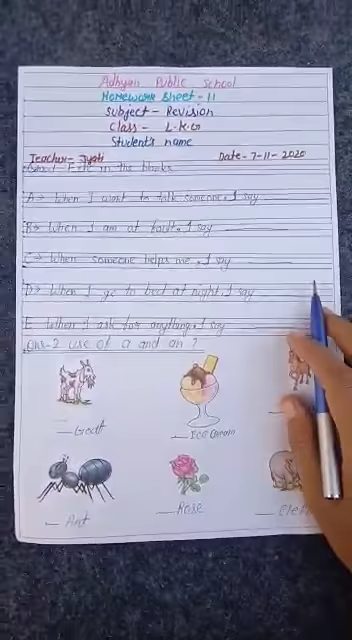 Adhyan Public School
Homework Sheet - 11
Subject - Revision
Class - L.K.G
Student's name
Teacher - Jyoti Date - 7-11-2020
Fill in the blanks
A → When I want to talk someone, I say
B → When I am at fault, I say
C → When someone helps me, I say
D → When I go to bed at night, I say
E When I ask for anything, I say
Que-2 use of a and an ?
Goat Ice Cream
Ant Rose